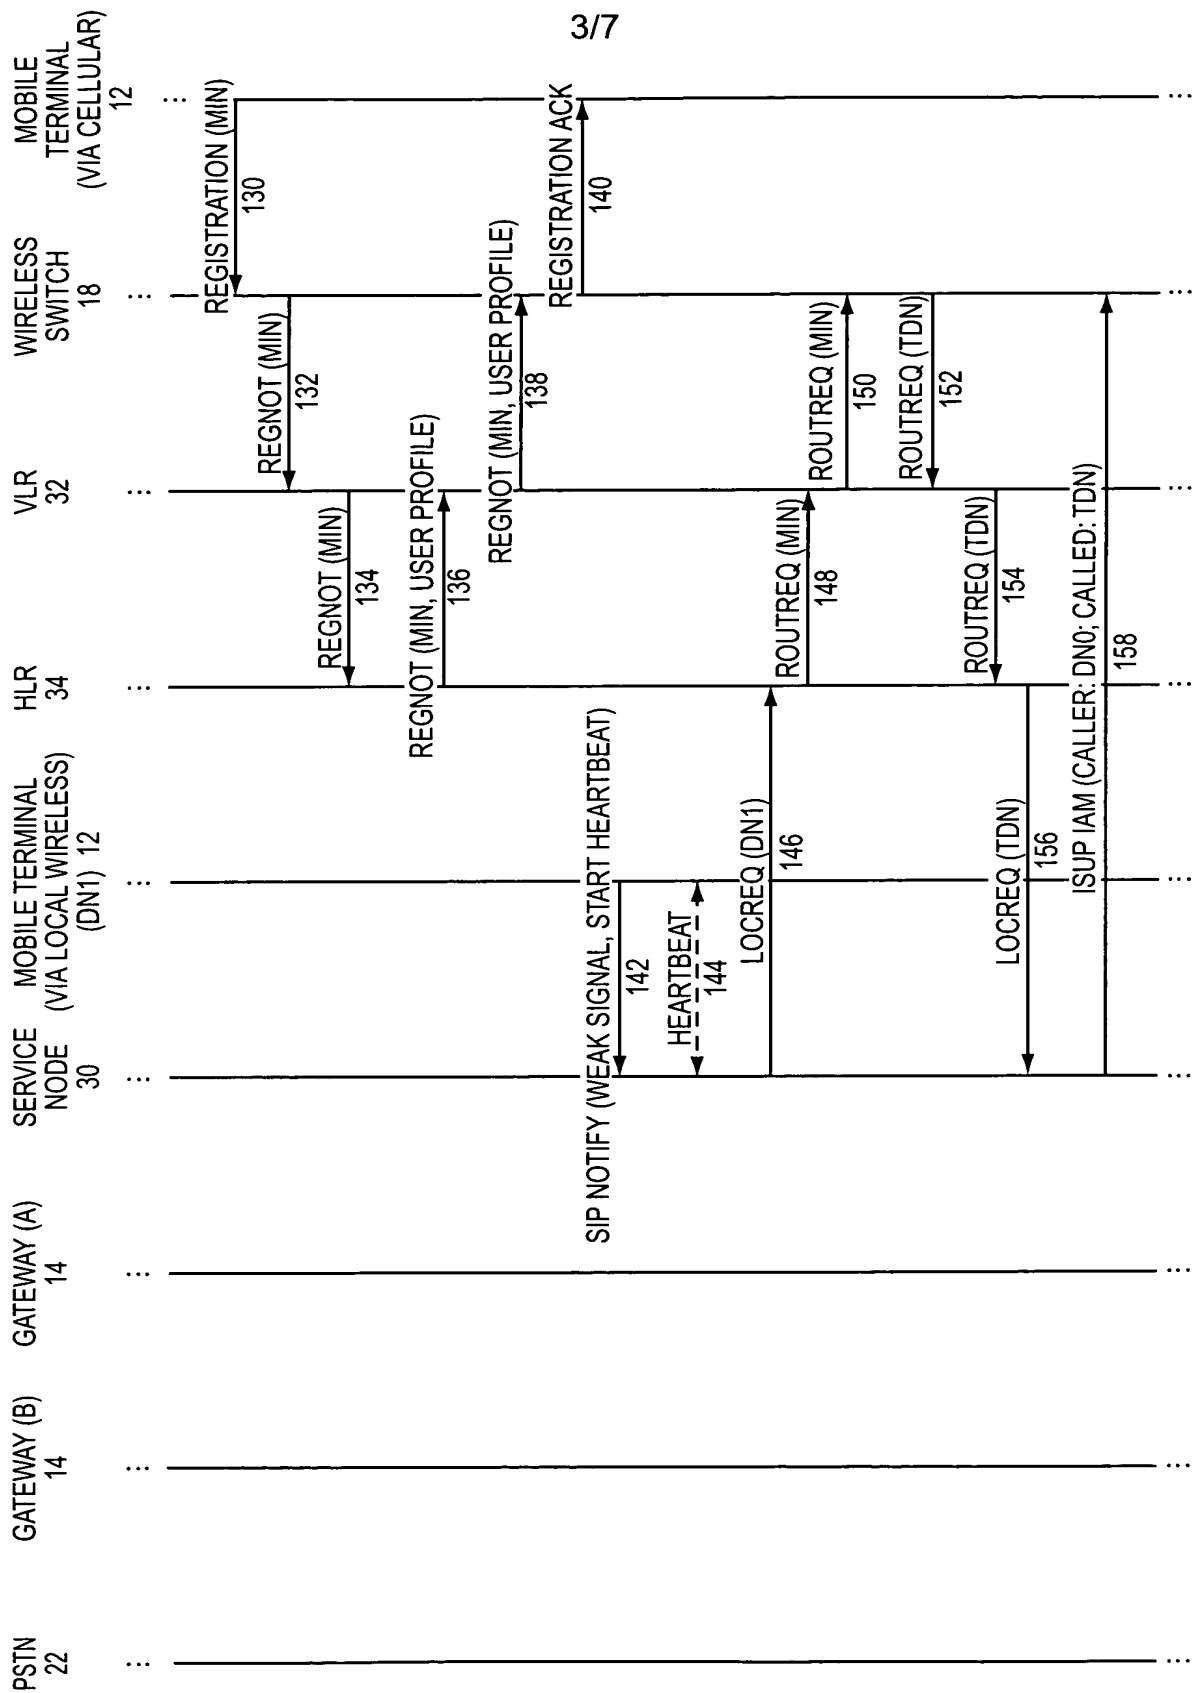 3/7
PSTN
22
GATEWAY (B)
14
GATEWAY (A)
14
SERVICE
NODE
30
MOBILE TERMINAL
(VIA LOCAL WIRELESS)
(DN1) 12
HLR
34
VLR
32
WIRELESS
SWITCH
18
MOBILE
TERMINAL
(VIA CELLULAR)
12
REGISTRATION (MIN)
130
REGNOT (MIN)
132
REGNOT (MIN)
134
REGNOT (MIN, USER PROFILE)
136
REGNOT (MIN, USER PROFILE)
138
REGISTRATION ACK
140
SIP NOTIFY (WEAK SIGNAL, START HEARTBEAT)
142
HEARTBEAT
144
LOCREQ (DN1)
146
ROUTREQ (MIN)
148
ROUTREQ (MIN)
150
ROUTREQ (TDN)
152
ROUTREQ (TDN)
154
LOCREQ (TDN)
156
ISUP IAM (CALLER: DN0; CALLED: TDN)
158